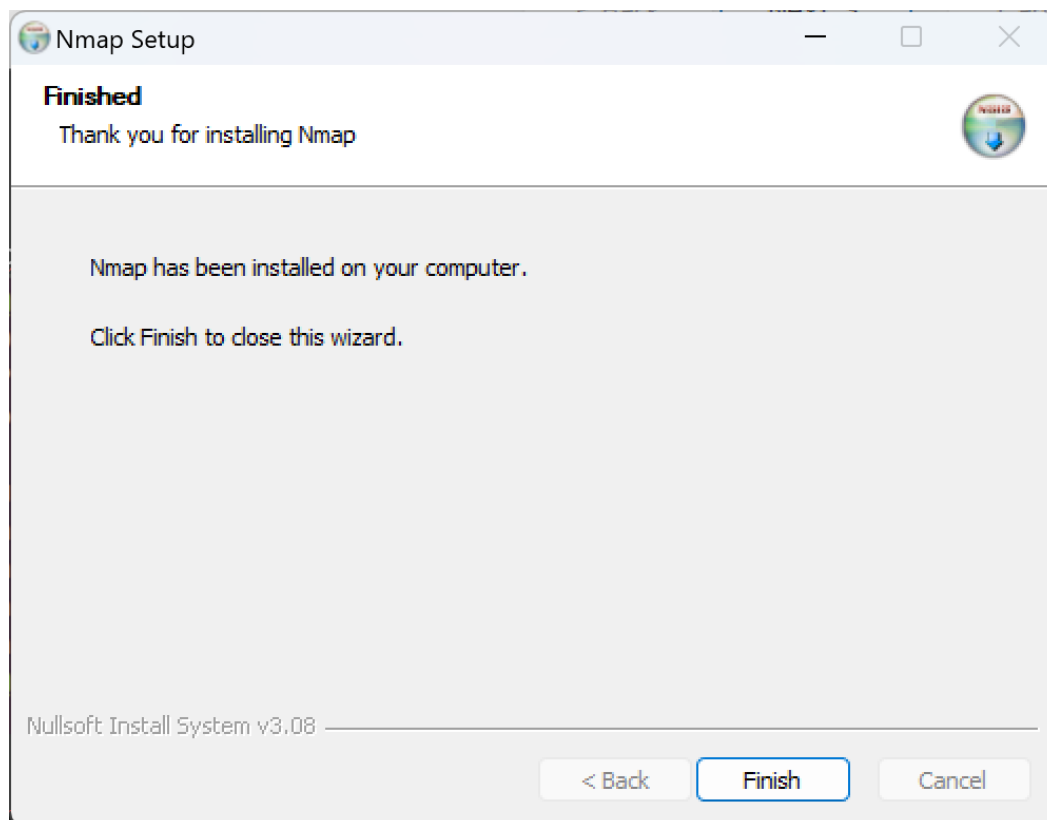 Nmap Setup
Finished
Thank you for installing Nmap
NMAP
Nmap has been installed on your computer.
Click Finish to close this wizard.
Nullsoft Install System v3.08
< Back
Finish
Cancel